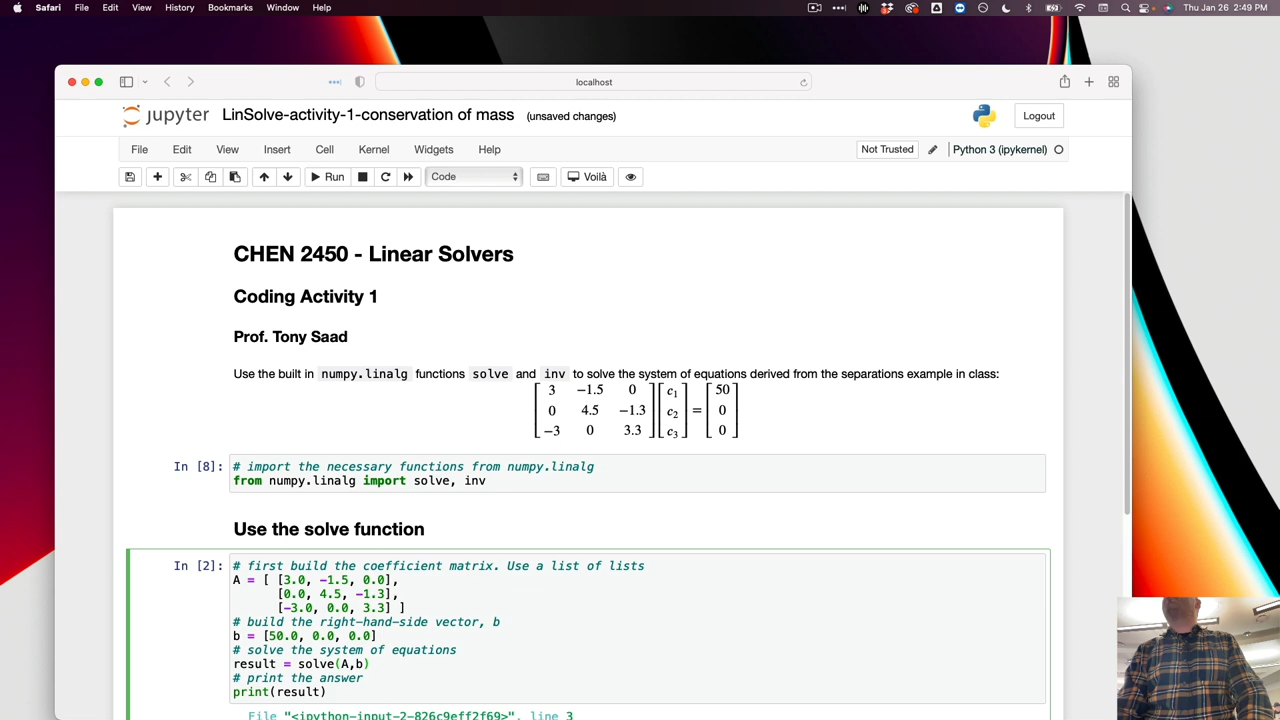 Safari File Edit View History Bookmarks Window Help Thu Jan 26 2:49 PM
localhost
jupyter LinSolve-activity-1-conservation of mass (unsaved changes) Logout
File Edit View Insert Cell Kernel Widgets Help Not Trusted Python 3 (ipykernel)
Run Code Voilà
CHEN 2450 - Linear Solvers
Coding Activity 1
Prof. Tony Saad
Use the built in numpy.linalg functions solve and inv to solve the system of equations derived from the separations example in class:
3 −1.5 0 c1 50
0 4.5 −1.3 c2 = 0
−3 0 3.3 c3 0
In [8]: # import the necessary functions from numpy.linalg
from numpy.linalg import solve, inv
Use the solve function
In [2]: # first build the coefficient matrix. Use a list of lists
A = [ [3.0, -1.5, 0.0],
[0.0, 4.5, -1.3],
[-3.0, 0.0, 3.3] ]
# build the right-hand-side vector, b
b = [50.0, 0.0, 0.0]
# solve the system of equations
result = solve(A,b)
# print the answer
print(result)
File "<ipython-input-2-826c9eff2f69>", line 3